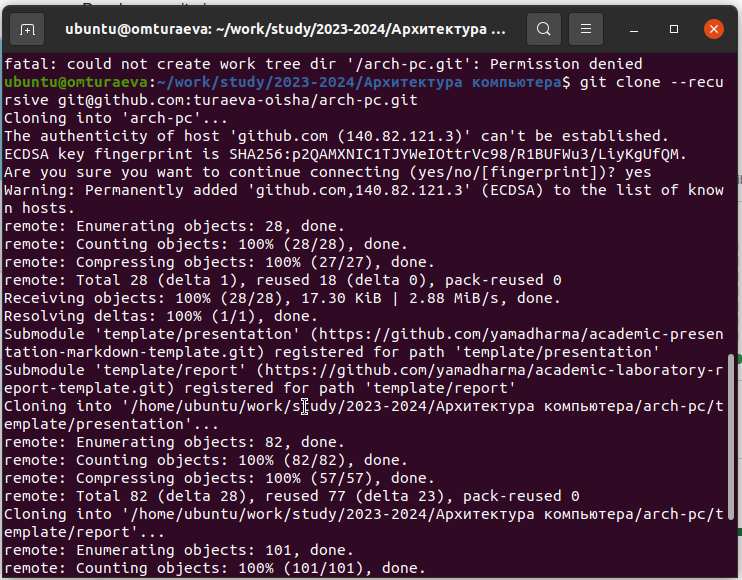 ubuntu@omturaeva: ~/work/study/2023-2024/Архитектура ...
fatal: could not create work tree dir '/arch-pc.git': Permission denied
ubuntu@omturaeva:~/work/study/2023-2024/Архитектура компьютера$ git clone --recu
rsive git@github.com:turaeva-oisha/arch-pc.git
Cloning into 'arch-pc'...
The authenticity of host 'github.com (140.82.121.3)' can't be established.
ECDSA key fingerprint is SHA256:p2QAMXNIC1TJYWeIOttrVc98/R1BUFWu3/LiyKgUfQM.
Are you sure you want to continue connecting (yes/no/[fingerprint])? yes
Warning: Permanently added 'github.com,140.82.121.3' (ECDSA) to the list of know
n hosts.
remote: Enumerating objects: 28, done.
remote: Counting objects: 100% (28/28), done.
remote: Compressing objects: 100% (27/27), done.
remote: Total 28 (delta 1), reused 18 (delta 0), pack-reused 0
Receiving objects: 100% (28/28), 17.30 KiB | 2.88 MiB/s, done.
Resolving deltas: 100% (1/1), done.
Submodule 'template/presentation' (https://github.com/yamadharma/academic-presen
tation-markdown-template.git) registered for path 'template/presentation'
Submodule 'template/report' (https://github.com/yamadharma/academic-laboratory-r
eport-template.git) registered for path 'template/report'
Cloning into '/home/ubuntu/work/study/2023-2024/Архитектура компьютера/arch-pc/t
emplate/presentation'...
remote: Enumerating objects: 82, done.
remote: Counting objects: 100% (82/82), done.
remote: Compressing objects: 100% (57/57), done.
remote: Total 82 (delta 28), reused 77 (delta 23), pack-reused 0
Cloning into '/home/ubuntu/work/study/2023-2024/Архитектура компьютера/arch-pc/t
emplate/report'...
remote: Enumerating objects: 101, done.
remote: Counting objects: 100% (101/101), done.